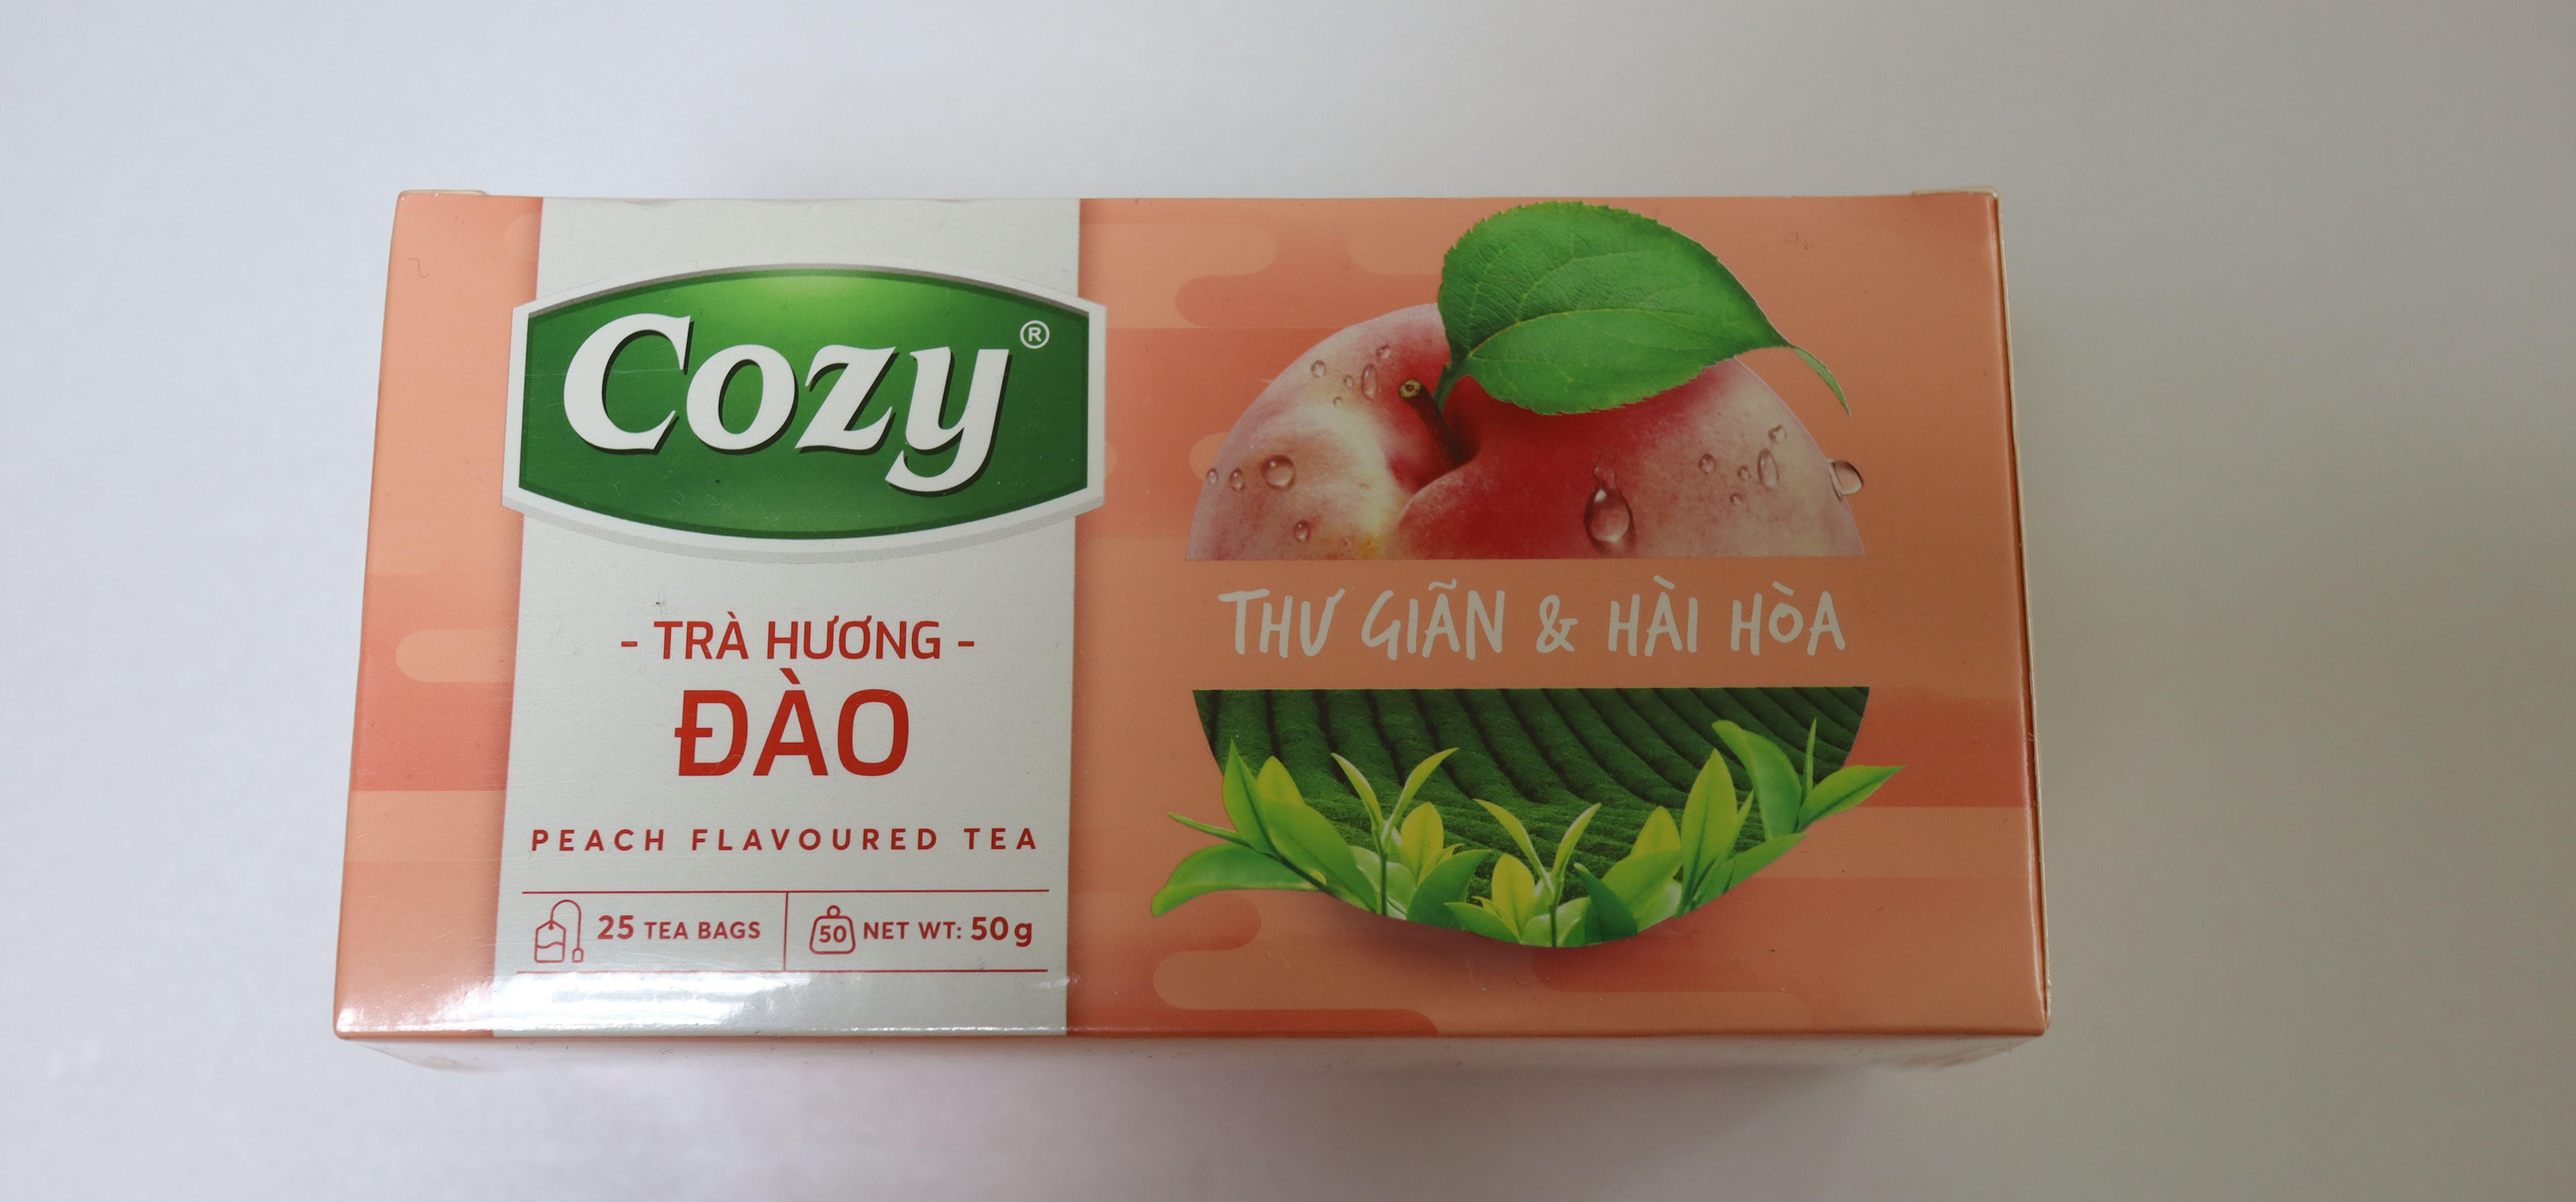 Cozy®
- TRÀ HƯƠNG -
ĐÀO
PEACH FLAVOURED TEA
25 TEA BAGS
50 NET WT: 50g
THƯ GIÃN & HÀI HÒA